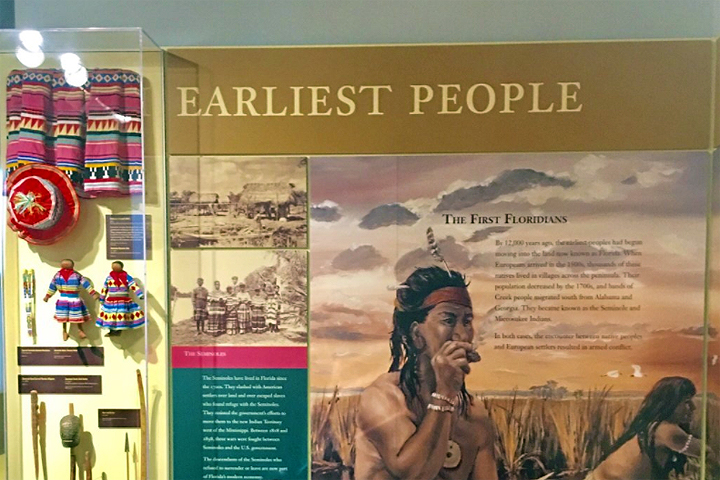 EARLIEST PEOPLE
THE FIRST FLORIDIANS
By 12,000 years ago, the earliest peoples had begun
moving into the land now known as Florida. When
Europeans arrived in the 1500s, thousands of these
natives lived in villages across the peninsula. Their
population decreased by the 1700s, and bands of
Creek people migrated south from Alabama and
Georgia. They became known as the Seminole and
Miccosukee Indians.
In both cases, the encounter between native peoples
and European settlers resulted in armed conflict.
THE SEMINOLES
The Seminoles have lived in Florida since
the 1700s. They clashed with American
settlers over land and over escaped slaves
who found refuge with the Seminoles.
They resisted the government's efforts to
move them to the new Indian Territory
west of the Mississippi. Between 1818 and
1858, three wars were fought between
Seminoles and the U.S. government.
The descendants of the Seminoles who
refused to surrender or leave are now part
of Florida's modern economy.